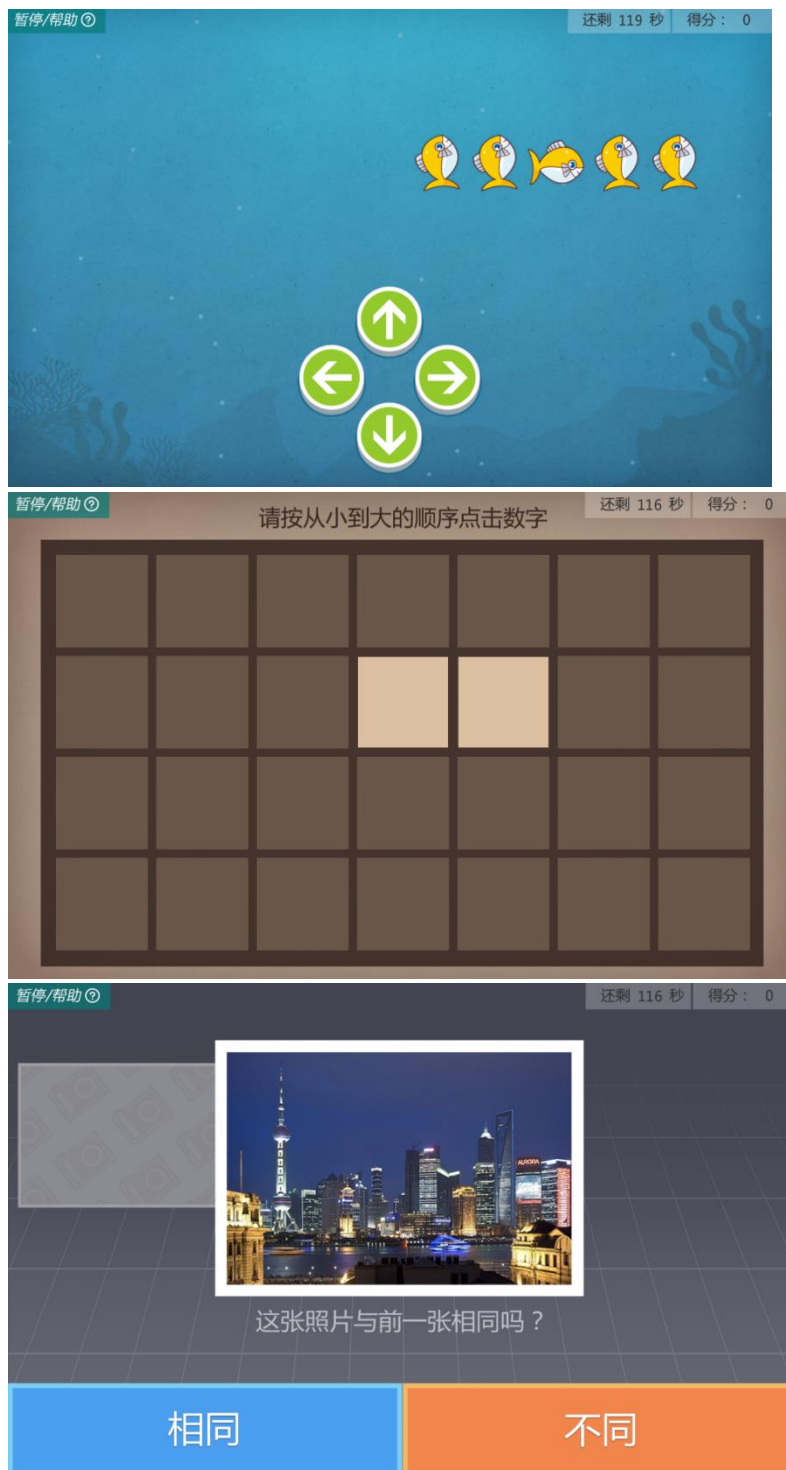 暂停/帮助?
还剩 119 秒 得分： 0
暂停/帮助?
请按从小到大的顺序点击数字
还剩 116 秒 得分： 0
暂停/帮助?
还剩 116 秒 得分： 0
AURORA
这张照片与前一张相同吗？
相同 不同